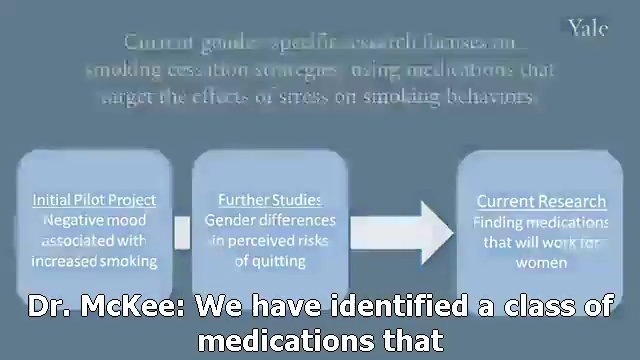 Yale
Current gender-specific research focuses on
smoking cessation strategies, using medications that
target the effects of stress on smoking behaviors.
Initial Pilot Project
Negative mood
associated with
increased smoking
Further Studies
Gender differences
in perceived risks
of quitting
Current Research
Finding medications
that will work for
women
Dr. McKee: We have identified a class of
medications that